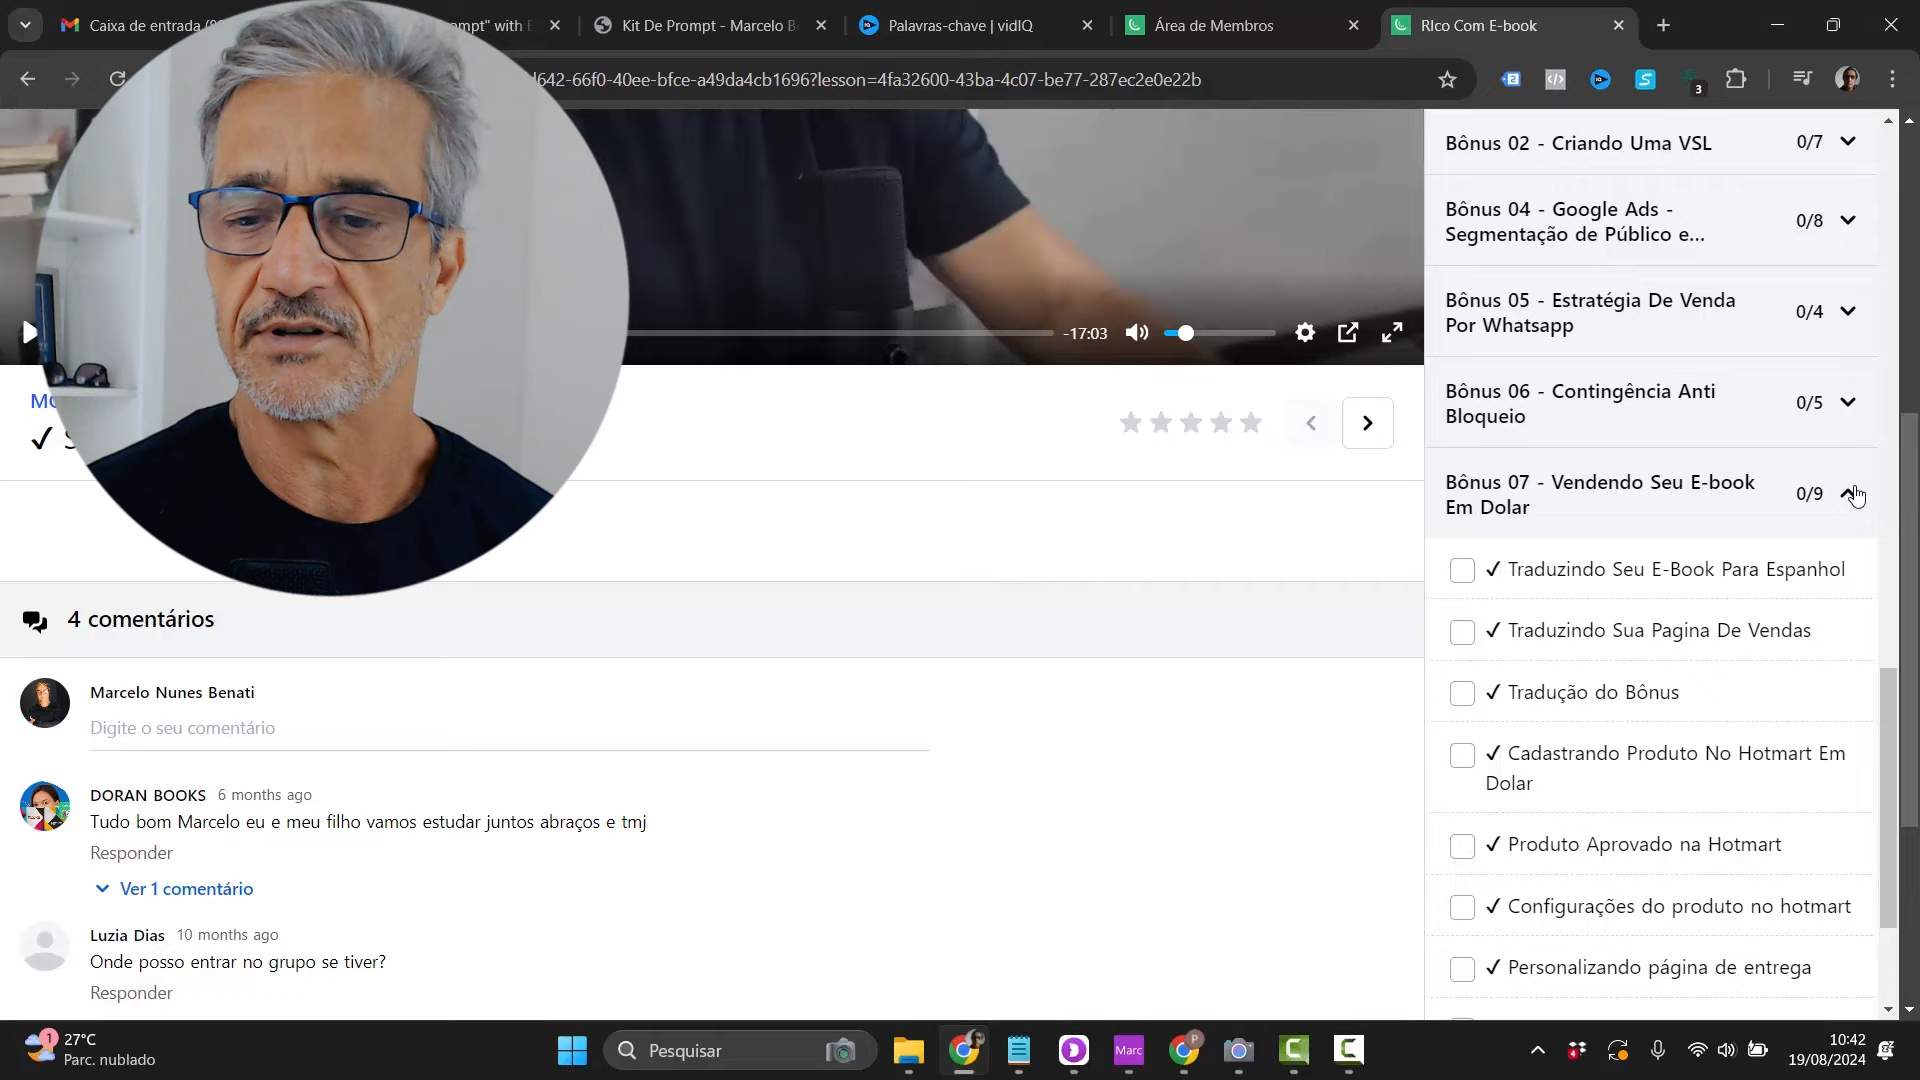 Caixa de entrada (9
mpt" with E
Kit De Prompt - Marcelo B
Palavras-chave | vidIQ
Área de Membros
RIco Com E-book
d642-66f0-40ee-bfce-a49da4cb1696?lesson=4fa32600-43ba-4c07-be77-287ec2e0e22b
3
-17:03
MO
✓ S
4 comentários
Marcelo Nunes Benati
Digite o seu comentário
DORAN BOOKS 6 months ago
Tudo bom Marcelo eu e meu filho vamos estudar juntos abraços e tmj
Responder
Ver 1 comentário
Luzia Dias 10 months ago
Onde posso entrar no grupo se tiver?
Responder
Bônus 02 - Criando Uma VSL 0/7
Bônus 04 - Google Ads -
Segmentação de Público e... 0/8
Bônus 05 - Estratégia De Venda
Por Whatsapp 0/4
Bônus 06 - Contingência Anti
Bloqueio 0/5
Bônus 07 - Vendendo Seu E-book
Em Dolar 0/9
✓ Traduzindo Seu E-Book Para Espanhol
✓ Traduzindo Sua Pagina De Vendas
✓ Tradução do Bônus
✓ Cadastrando Produto No Hotmart Em
Dolar
✓ Produto Aprovado na Hotmart
✓ Configurações do produto no hotmart
✓ Personalizando página de entrega
1
27°C
Parc. nublado
Pesquisar
Marc
P
4
10:42
19/08/2024